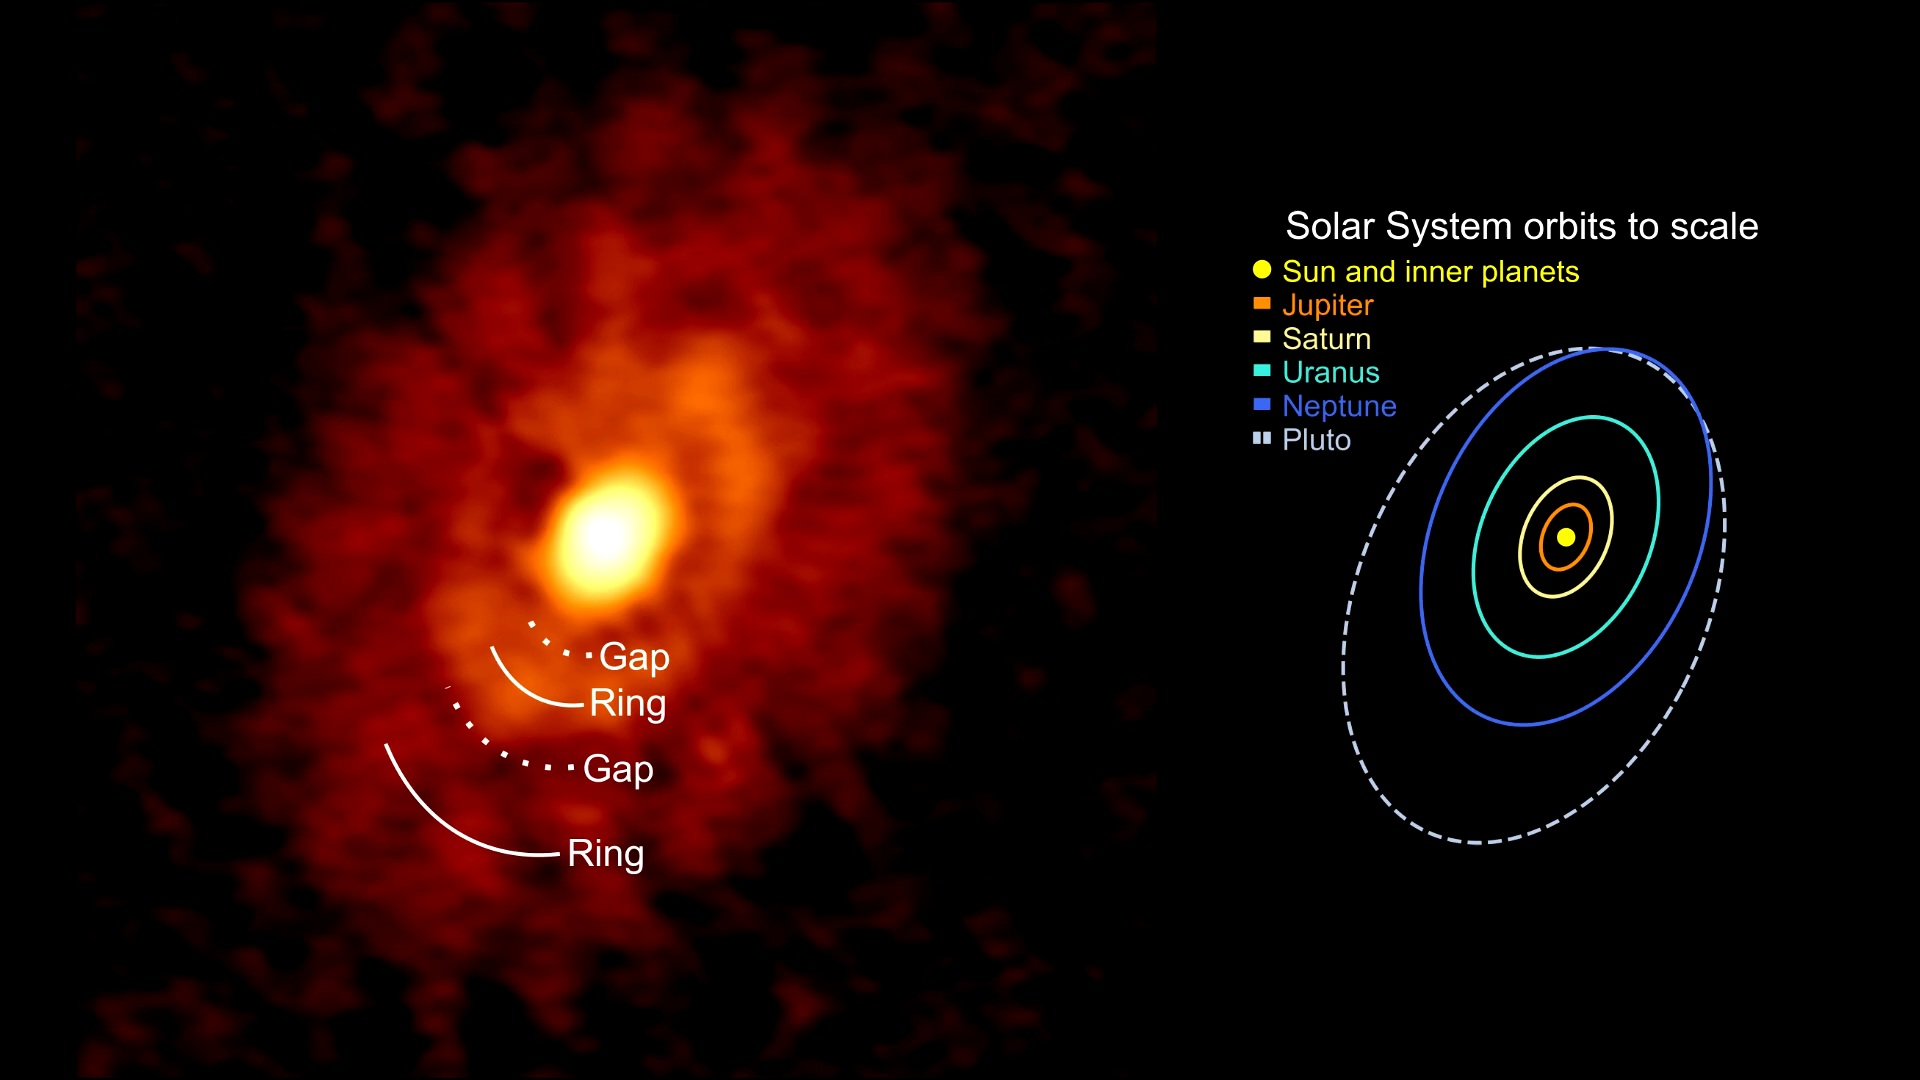 Gap
Ring
Gap
Ring
Solar System orbits to scale
Sun and inner planets
Jupiter
Saturn
Uranus
Neptune
Pluto